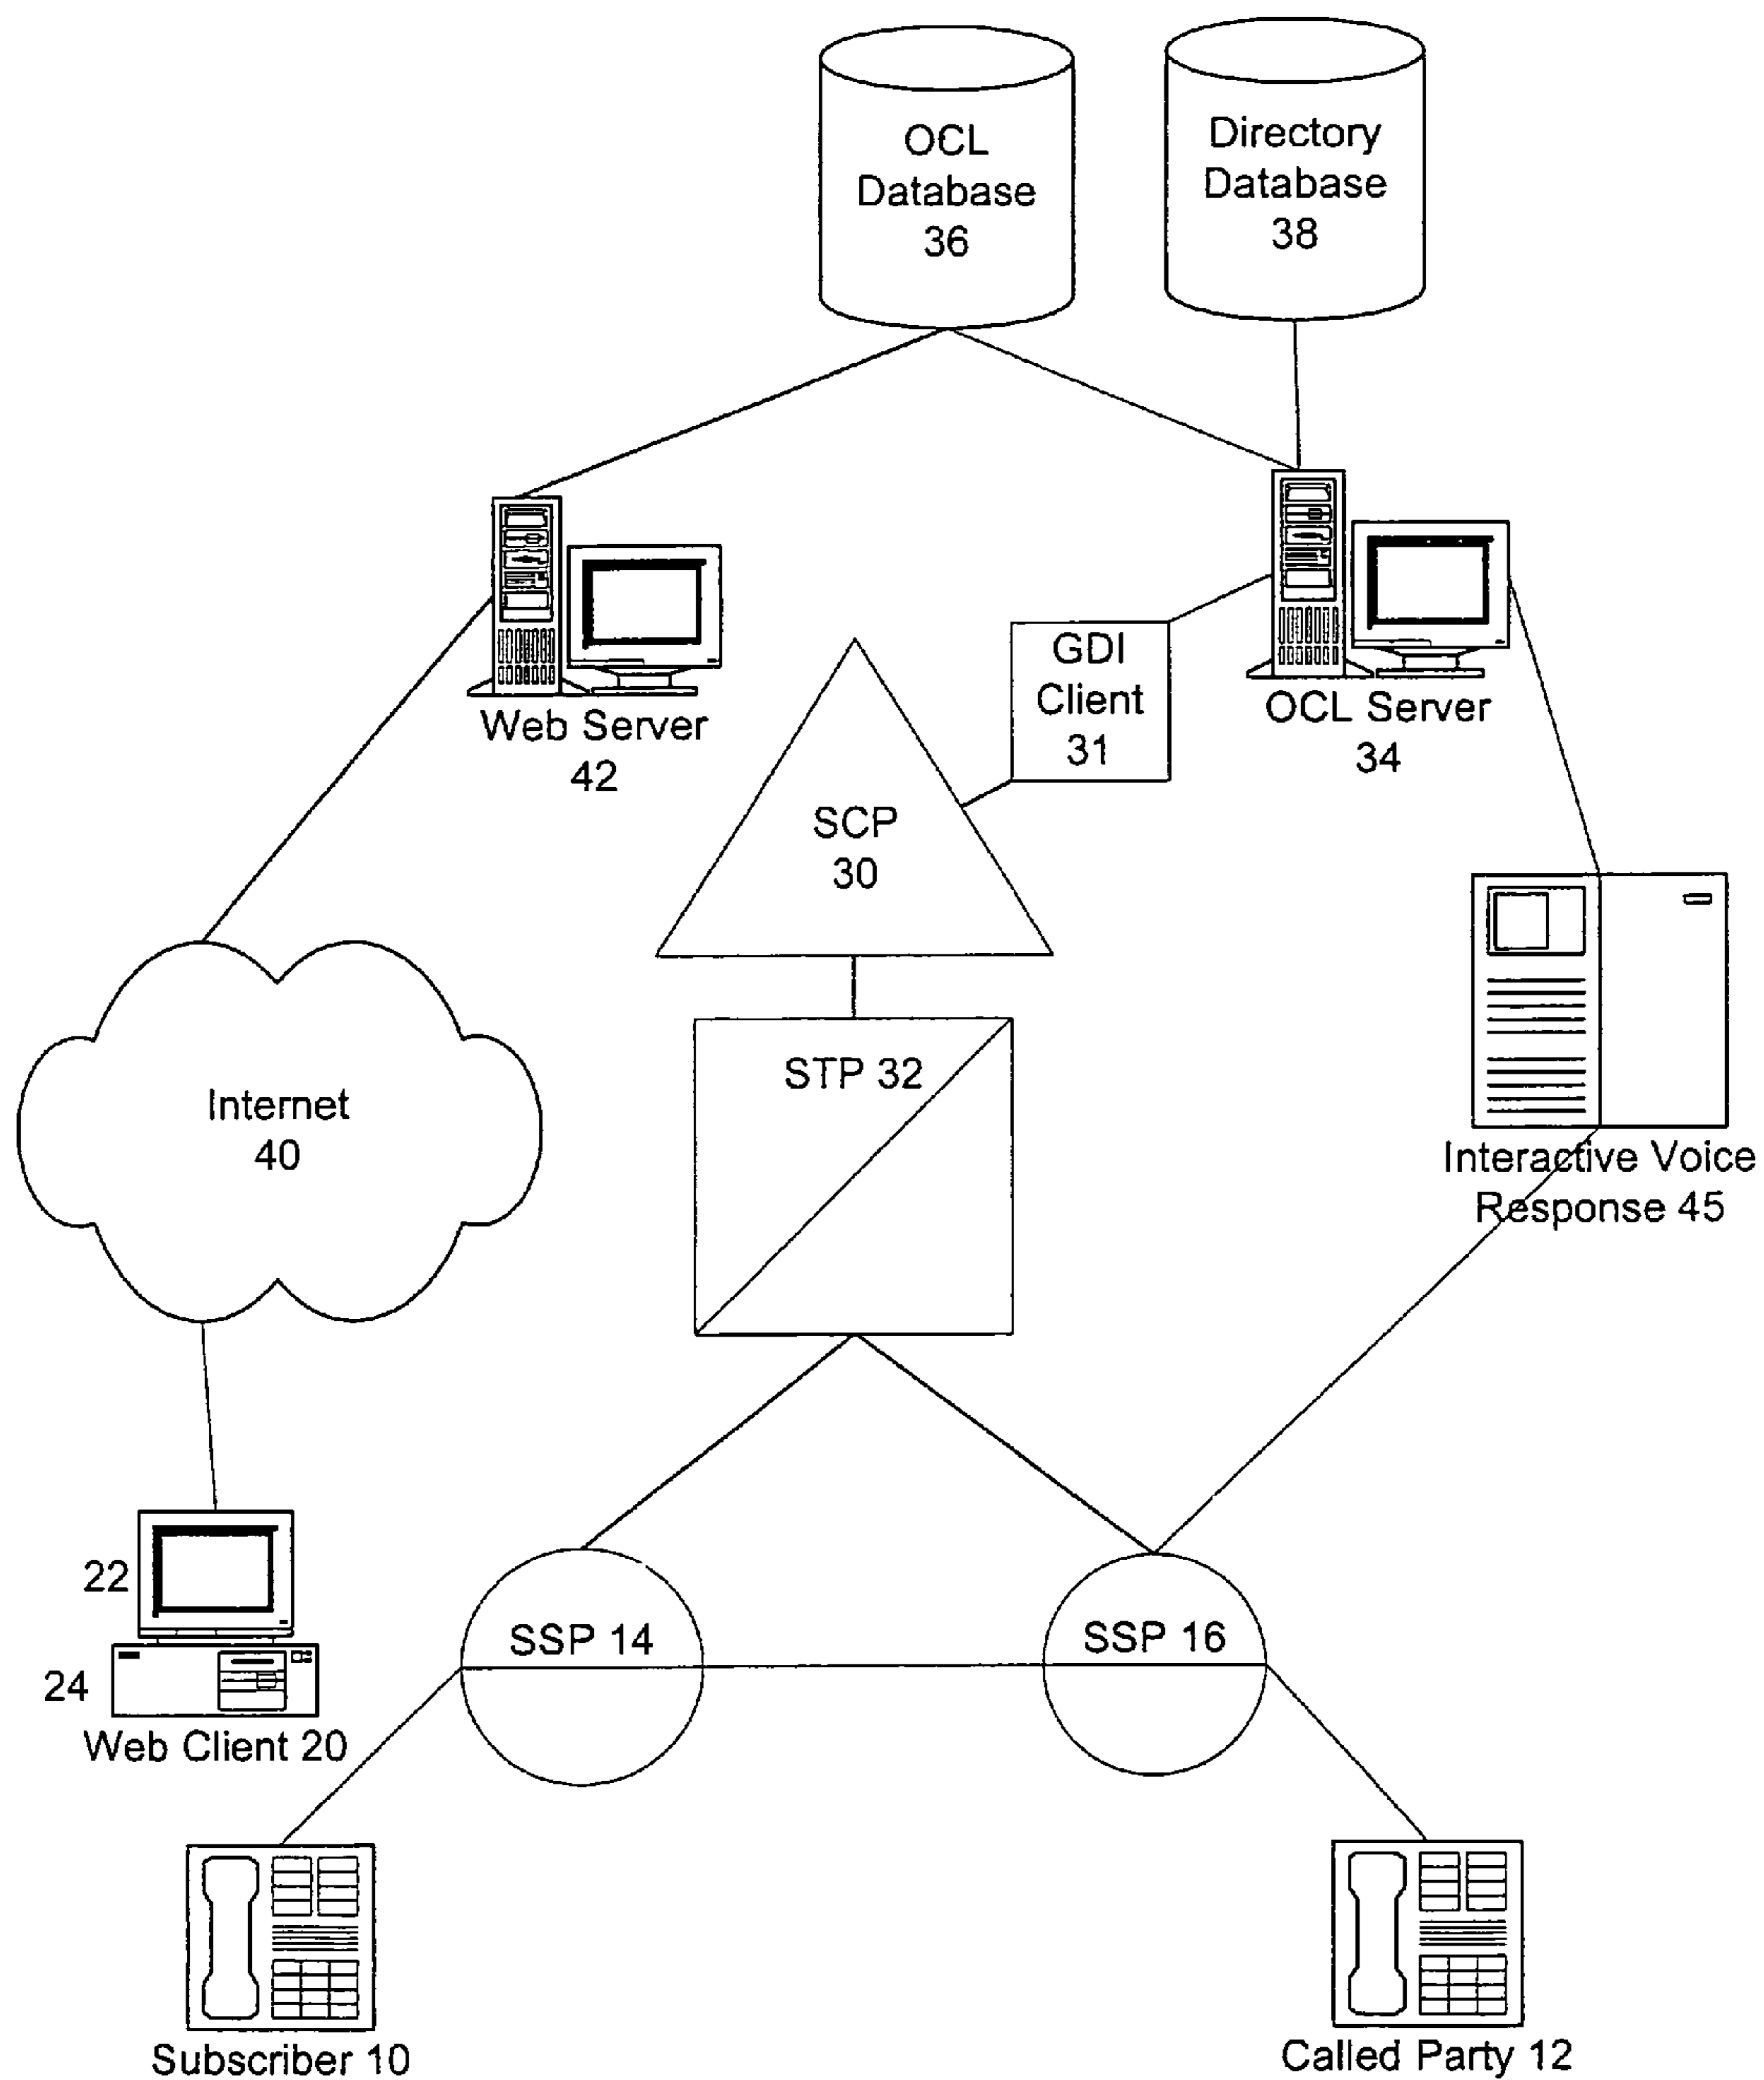 OCL
Database
36
Directory
Database
38
Web Server
42
GDI
Client
31
OCL Server
34
SCP
30
Internet
40
STP 32
Interactive Voice
Response 45
22
24
Web Client 20
SSP 14
SSP 16
Subscriber 10
Called Party 12